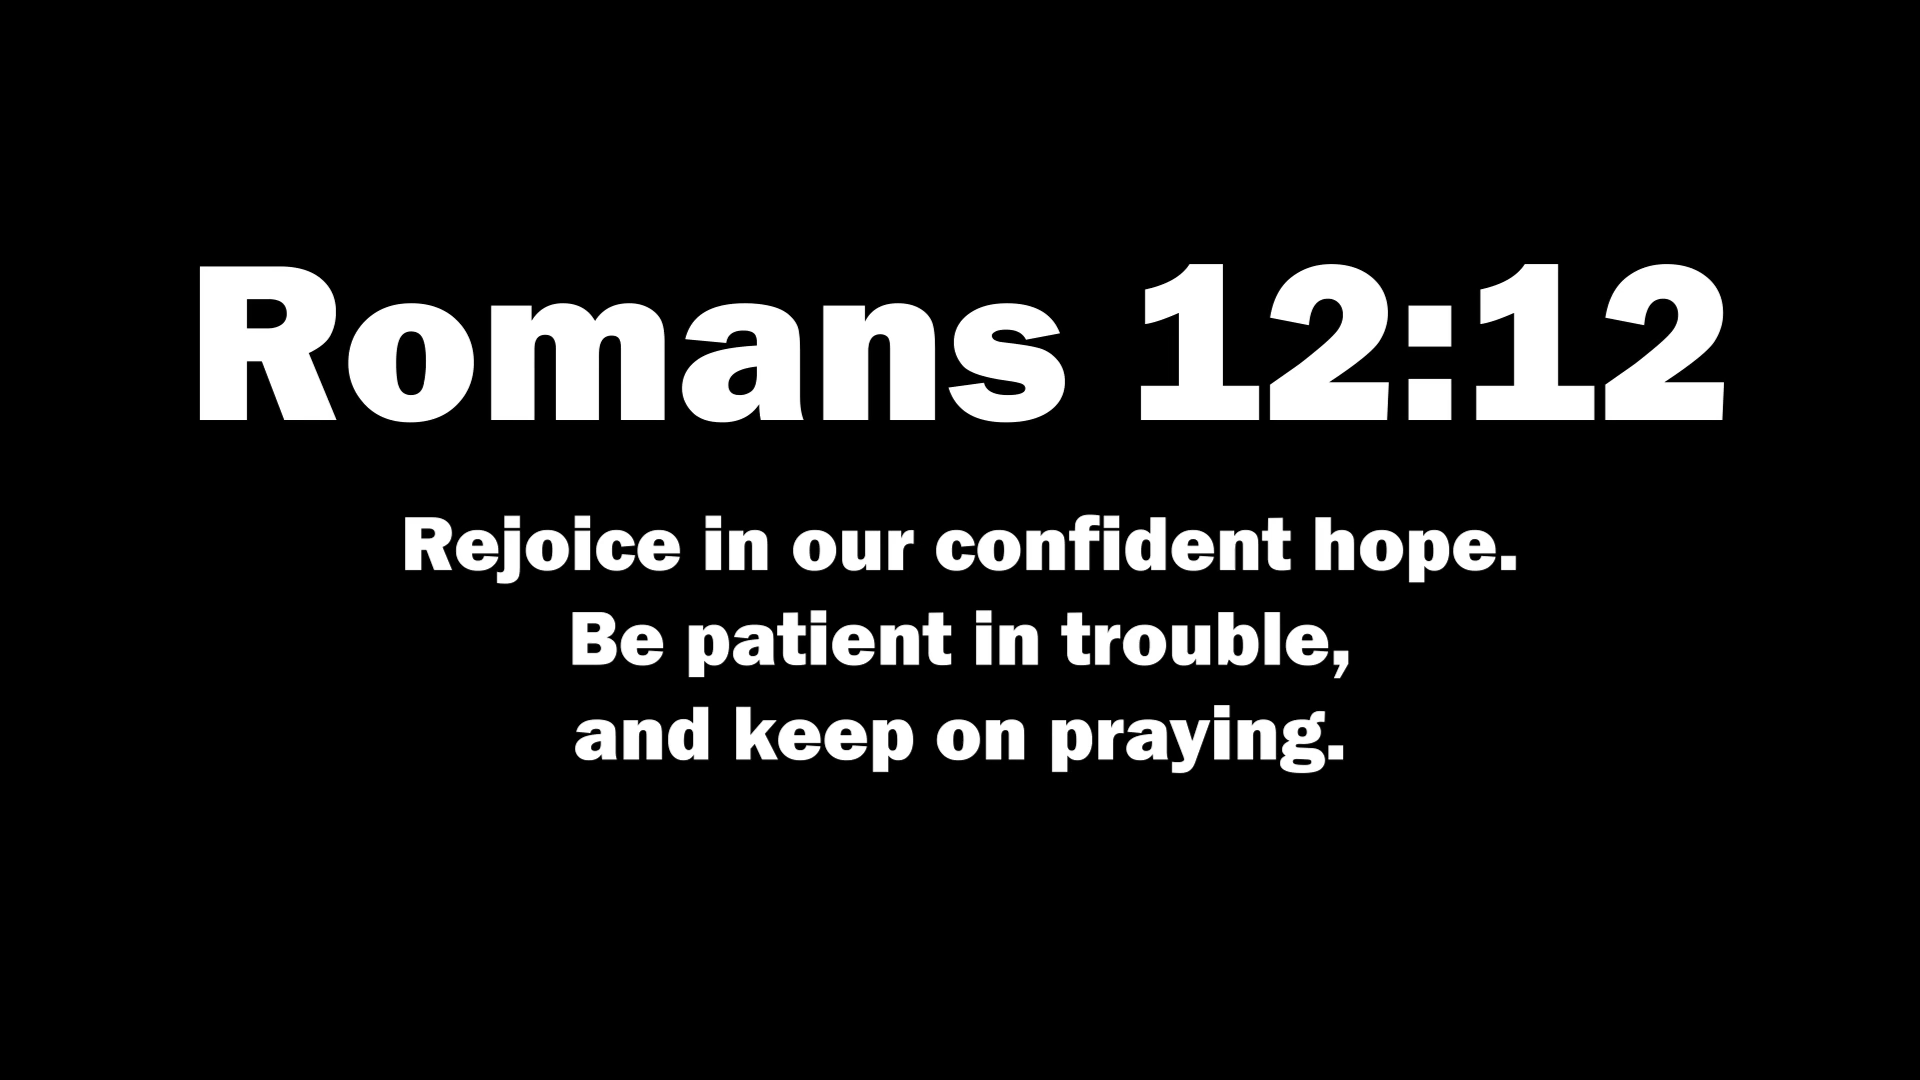 Romans 12:12
Rejoice in our confident hope.
Be patient in trouble,
and keep on praying.